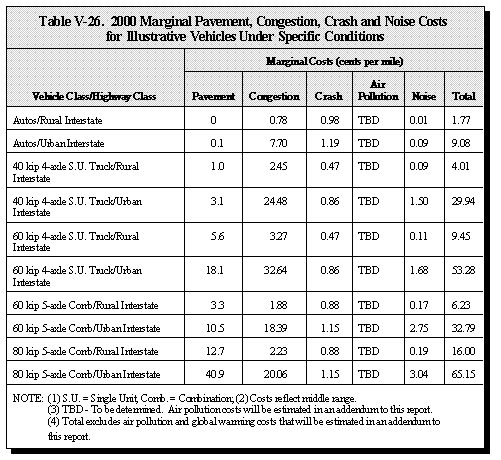 Table V-26. 2000 Marginal Pavement, Congestion, Crash and Noise Costs
for Illustrative Vehicles Under Specific Conditions
Marginal Costs (cents per mile)
Vehicle Class/Highway Class Pavement Congestion Crash Air Pollution Noise Total
Autos/Rural Interstate 0 0.78 0.98 TBD 0.01 1.77
Autos/Urban Interstate 0.1 7.70 1.19 TBD 0.09 9.08
40 kip 4-axle S.U. Truck/Rural 1.0 2.45 0.47 TBD 0.09 4.01
Interstate
40 kip 4-axle S.U. Truck/Urban 3.1 24.48 0.86 TBD 1.50 29.94
Interstate
60 kip 4-axle S.U. Truck/Rural 5.6 3.27 0.47 TBD 0.11 9.45
Interstate
60 kip 4-axle S.U. Truck/Urban 18.1 32.64 0.86 TBD 1.68 53.28
Interstate
60 kip 5-axle Comb/Rural Interstate 3.3 1.88 0.88 TBD 0.17 6.23
60 kip 5-axle Comb/Urban Interstate 10.5 18.39 1.15 TBD 2.75 32.79
80 kip 5-axle Comb/Rural Interstate 12.7 2.23 0.88 TBD 0.19 16.00
80 kip 5-axle Comb/Urban Interstate 40.9 20.06 1.15 TBD 3.04 65.15
NOTE: (1) S.U. = Single Unit, Comb. = Combination; (2) Costs reflect middle range.
(3) TBD - To be determined. Air pollution costs will be estimated in an addendum to this report.
(4) Total excludes air pollution and global warming costs that will be estimated in an addendum to
this report.